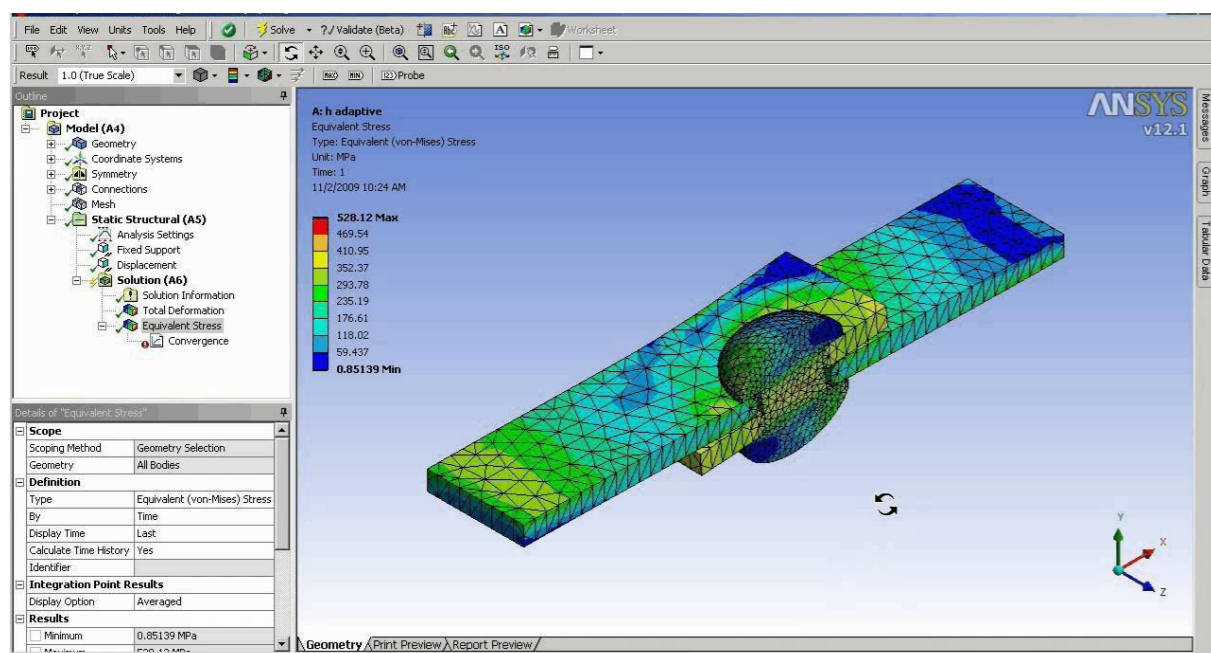 File Edit View Units Tools Help Solve ?/ Validate (Beta) A Worksheet
ISO
Result 1.0 (True Scale) MAX MIN Probe
Outline
Project
Model (A4)
Geometry
Coordinate Systems
Symmetry
Connections
Mesh
Static Structural (A5)
Analysis Settings
Fixed Support
Displacement
Solution (A6)
Solution Information
Total Deformation
Equivalent Stress
Convergence
Details of "Equivalent Stress"
Scope
Scoping Method Geometry Selection
Geometry All Bodies
Definition
Type Equivalent (von-Mises) Stress
By Time
Display Time Last
Calculate Time History Yes
Identifier
Integration Point Results
Display Option Averaged
Results
Minimum 0.85139 MPa
A: h adaptive
Equivalent Stress
Type: Equivalent (von-Mises) Stress
Unit: MPa
Time: 1
11/2/2009 10:24 AM
528.12 Max
469.54
410.95
352.37
293.78
235.19
176.61
118.02
59.437
0.85139 Min
ANSYS
v12.1
Y
X
Z
Geometry Print Preview Report Preview
Messages
Graph
Tabular Data